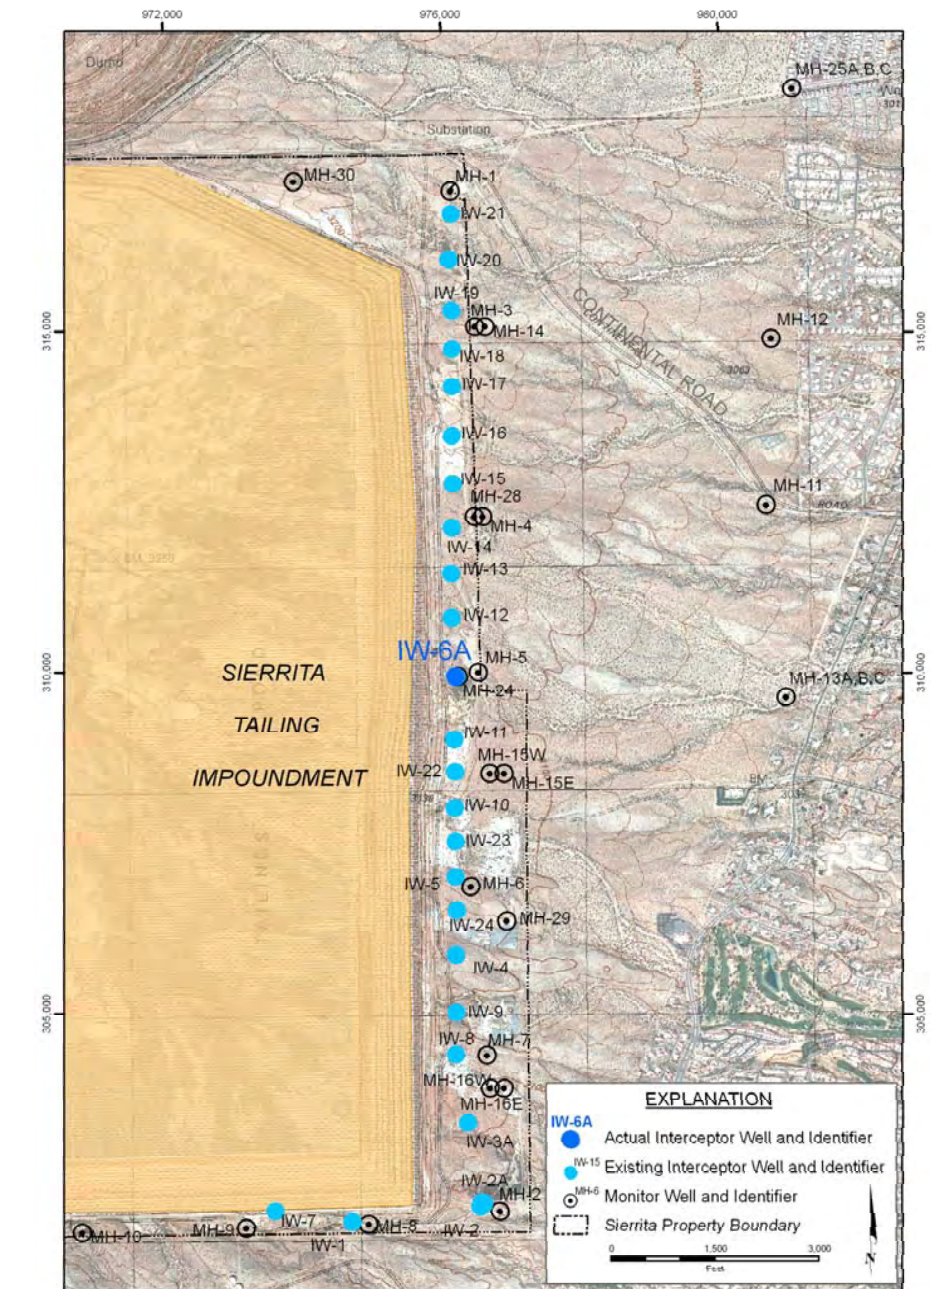 972,000
976,000
980,000
Dump
MH-25A,B,C
Substation
MH-30
MH-1
IW-21
IW-20
IW-19
MH-3
315,000
315,000
MH-14
MH-12
CONTINENTAL ROAD
IW-18
3063
IW-17
IW-16
IW-15
MH-28
MH-11
MH-4
ROAD
IW-14
IW-13
IW-12
IW-6A
MH-5
310,000
310,000
SIERRITA
MH-24
MH-13A,B,C
TAILING
IW-11
MH-15W
IMPOUNDMENT
IW-22
MH-15E
BM
IW-10
IW-23
IW-5
MH-6
MH-29
IW-24
IW-4
305,000
305,000
IW-9
IW-8
MH-7
MH-16W
MH-16E
IW-3A
IW-2A
MH-2
IW-7
MH-8
IW-2
MH-10
MH-9
IW-1
EXPLANATION
IW-6A
Actual Interceptor Well and Identifier
IW-15 Existing Interceptor Well and Identifier
MH-6 Monitor Well and Identifier
Sierrita Property Boundary
0 1,500 3,000
Feet
N